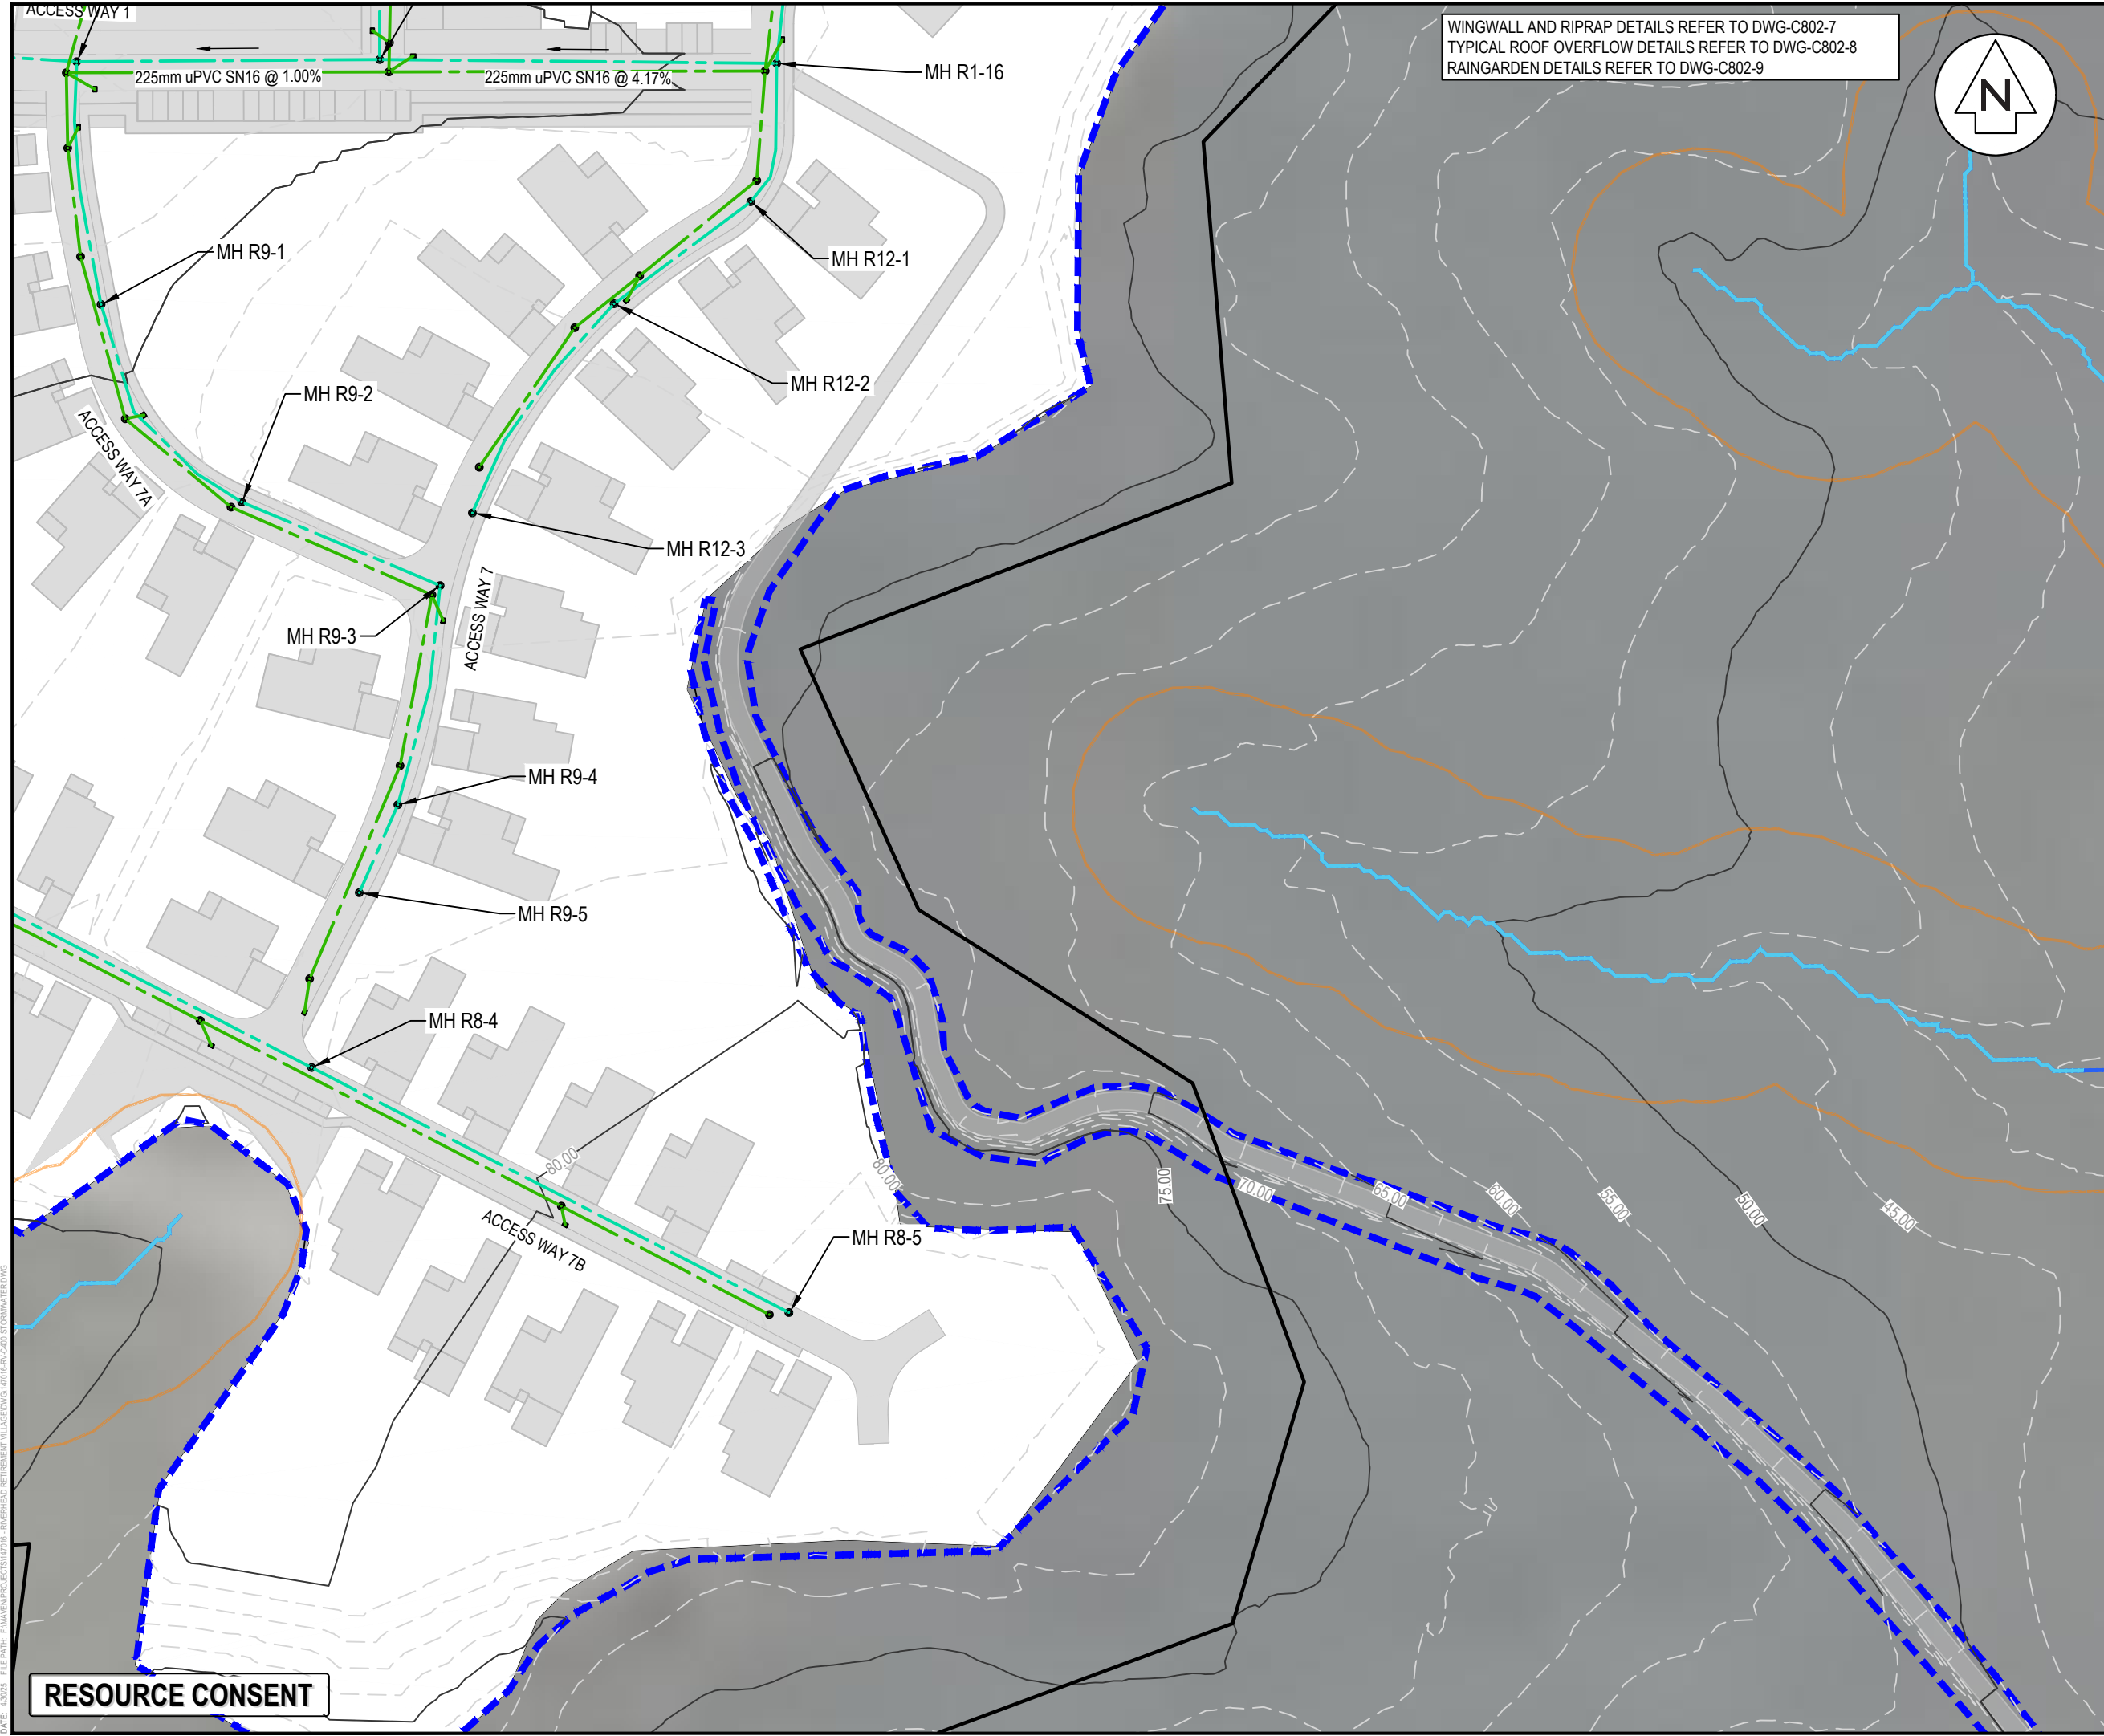 ACCESS WAY 1
WINGWALL AND RIPRAP DETAILS REFER TO DWG-C802-7
TYPICAL ROOF OVERFLOW DETAILS REFER TO DWG-C802-8
RAINGARDEN DETAILS REFER TO DWG-C802-9
N
225mm uPVC SN16 @ 1.00%
225mm uPVC SN16 @ 4.17%
MH R1-16
MH R9-1
MH R12-1
MH R12-2
MH R9-2
ACCESS WAY 7A
MH R12-3
ACCESS WAY 7
MH R9-3
MH R9-4
MH R9-5
MH R8-4
80.00
80.00
75.00
70.00
65.00
60.00
55.00
50.00
45.00
ACCESS WAY 7B
MH R8-5
RESOURCE CONSENT